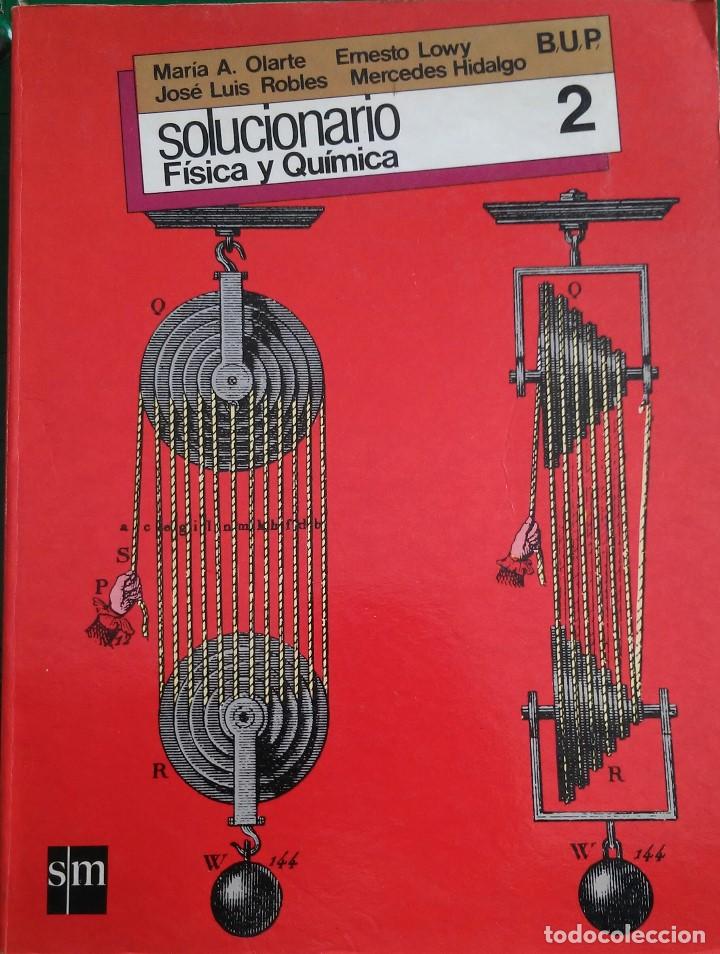 María A. Olarte Ernesto Lowy B.U.P.
José Luis Robles Mercedes Hidalgo
solucionario 2
Física y Química
Q
Q
a c e g i l n m k h f d b
S
P
R
R
W 144
W 144
sm
todocoleccion